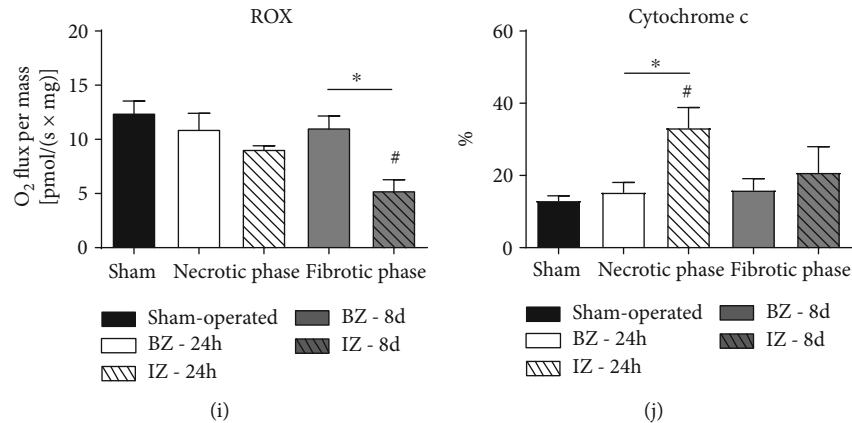 ROX
O₂ flux per mass
[pmol/(s × mg)]
20
15
10
5
0
*
#
Sham
Necrotic phase
Fibrotic phase
Sham-operated
BZ - 24h
IZ - 24h
BZ - 8d
IZ - 8d
(i)
Cytochrome c
%
60
40
20
0
*
#
Sham
Necrotic phase
Fibrotic phase
Sham-operated
BZ - 24h
IZ - 24h
BZ - 8d
IZ - 8d
(j)